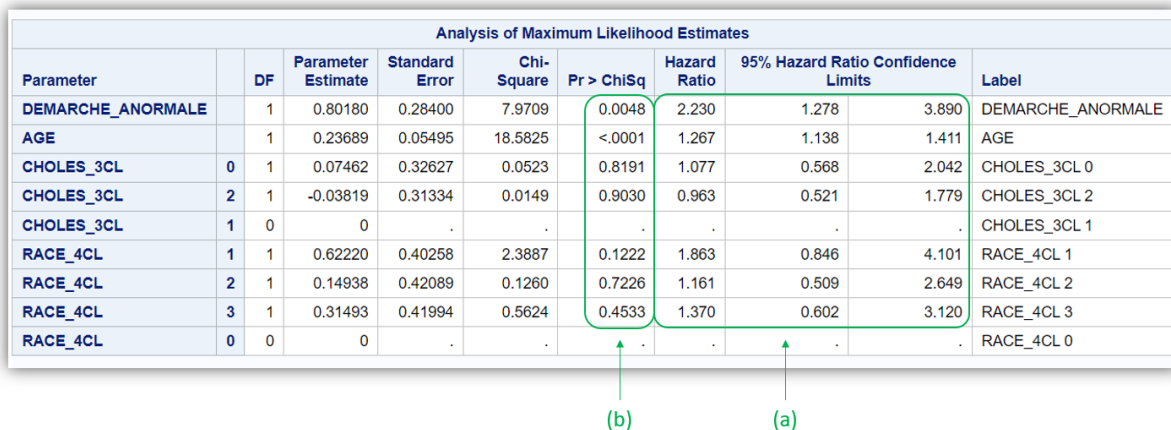 Analysis of Maximum Likelihood Estimates
Parameter DF Parameter Estimate Standard Error Chi-Square Pr > ChiSq Hazard Ratio 95% Hazard Ratio Confidence Limits Label
DEMARCHE_ANORMALE 1 0.80180 0.28400 7.9709 0.0048 2.230 1.278 3.890 DEMARCHE_ANORMALE
AGE 1 0.23689 0.05495 18.5825 <.0001 1.267 1.138 1.411 AGE
CHOLES_3CL 0 1 0.07462 0.32627 0.0523 0.8191 1.077 0.568 2.042 CHOLES_3CL 0
CHOLES_3CL 2 1 -0.03819 0.31334 0.0149 0.9030 0.963 0.521 1.779 CHOLES_3CL 2
CHOLES_3CL 1 0 0 . . . . . . CHOLES_3CL 1
RACE_4CL 1 1 0.62220 0.40258 2.3887 0.1222 1.863 0.846 4.101 RACE_4CL 1
RACE_4CL 2 1 0.14938 0.42089 0.1260 0.7226 1.161 0.509 2.649 RACE_4CL 2
RACE_4CL 3 1 0.31493 0.41994 0.5624 0.4533 1.370 0.602 3.120 RACE_4CL 3
RACE_4CL 0 0 0 . . . . . . RACE_4CL 0
(b) (a)